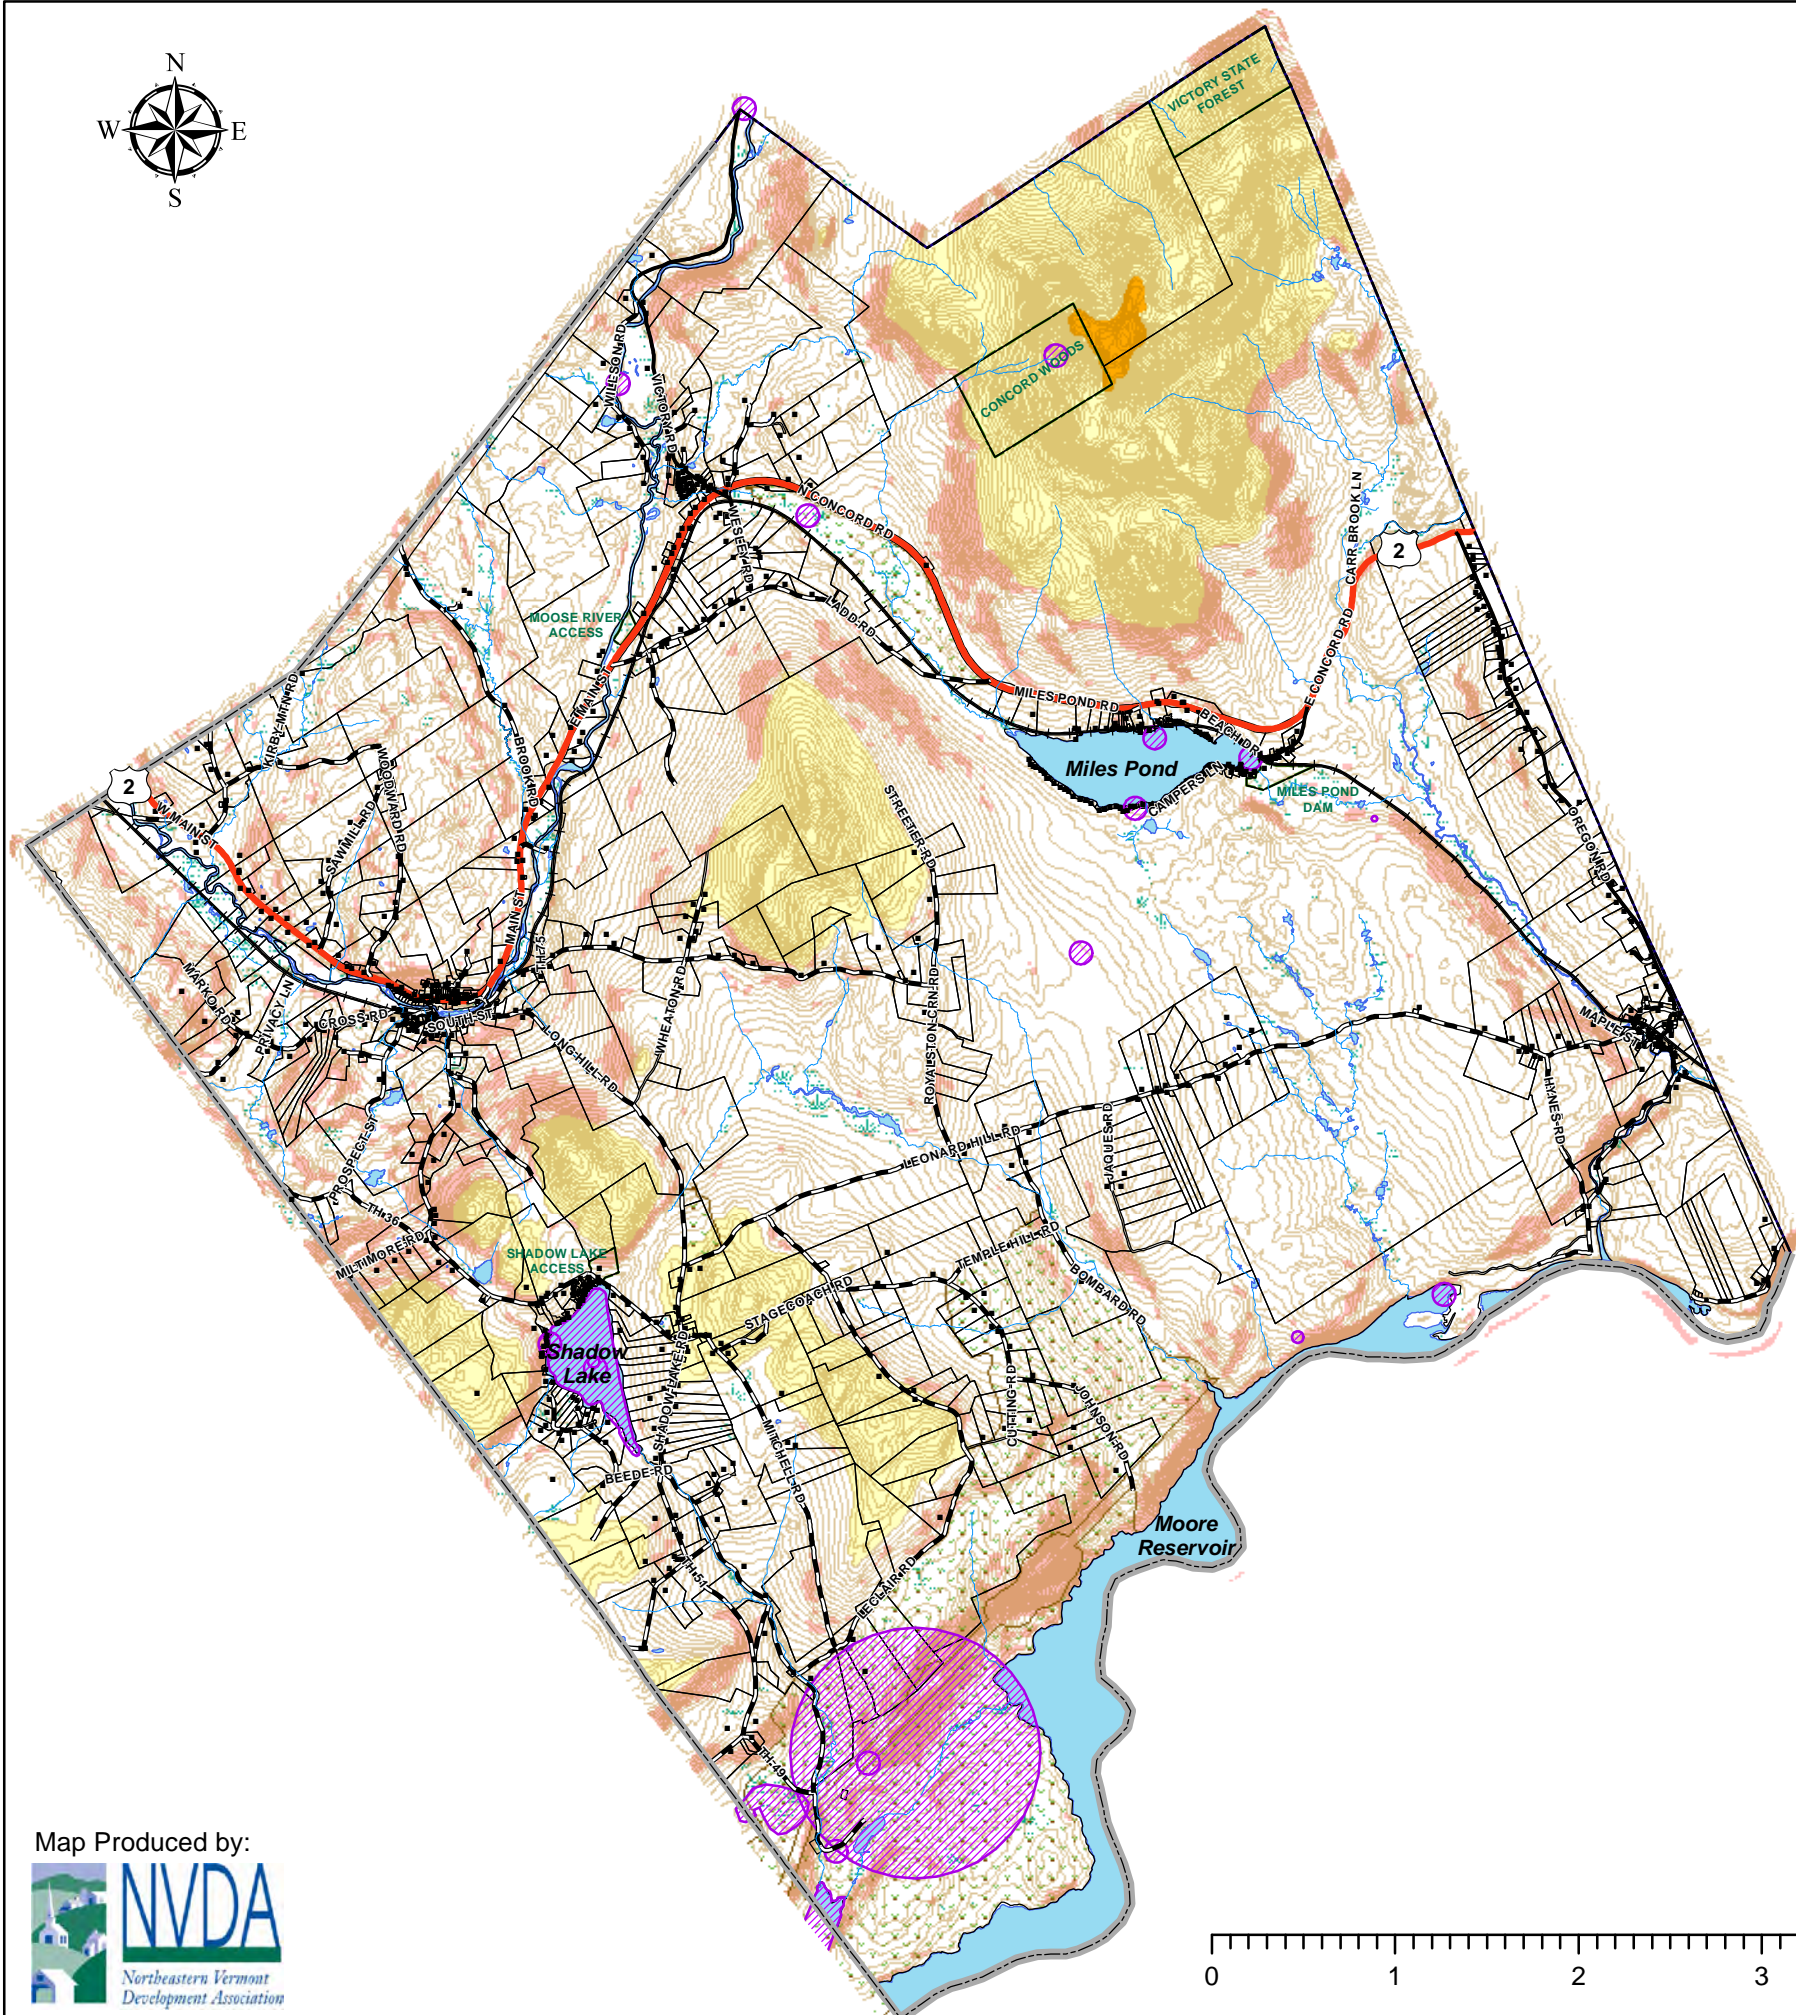 N
W
E
S
VICTORY STATE
FOREST
CONCORD WOODS
WILLSON RD
VICTORY RD
N CONCORD RD
WESLEY RD
LADD RD
CARR BROOK LN
2
MOOSE RIVER
ACCESS
E CONCORD RD
E MAIN ST
MILES POND RD
BEACH DR
Miles Pond
CAMPERS LN
MILES POND
DAM
KIRBY MTN RD
2
W MAIN ST
WOODWARD RD
SAWMILL RD
BROOK RD
STREETER RD
OREGON RD
MAIN ST
TH 75
MARKO RD
PRIVACY LN
CROSS RD
SOUTH ST
LONG HILL RD
WHEATON RD
ROYALSTON CRN RD
MAPLE ST
HYNES RD
PROSPECT ST
LEONARD HILL RD
JAQUES RD
TH 36
MILTIMORE RD
SHADOW LAKE
ACCESS
TEMPLE HILL RD
BOMBARD RD
STAGECOACH RD
Shadow
Lake
SHADOW LAKE RD
CUTTING RD
JOHNSON RD
MITCHELL RD
BEEDE RD
Moore
Reservoir
TH 54
LECLAIR RD
TH 49
Map Produced by:
NVDA
Northeastern Vermont
Development Association
0
1
2
3